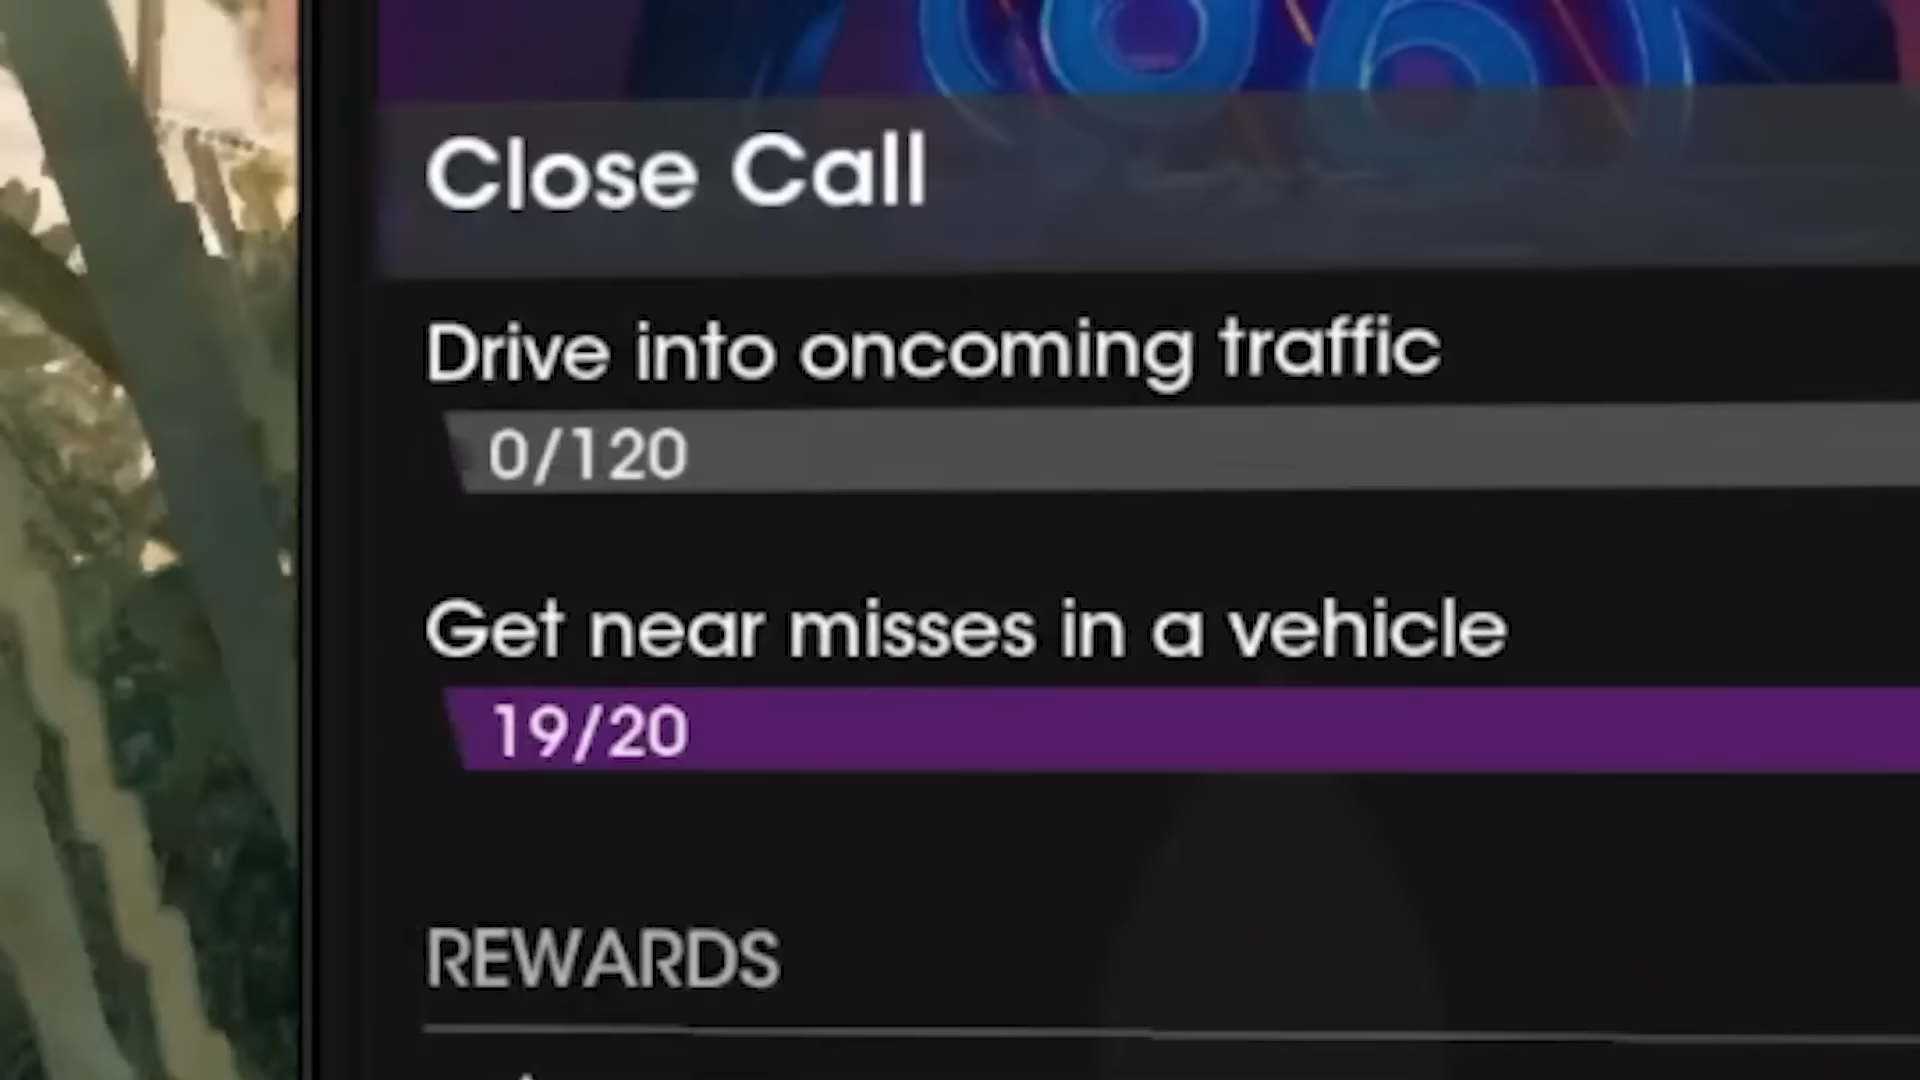 Close Call
Drive into oncoming traffic
0/120
Get near misses in a vehicle
19/20
REWARDS